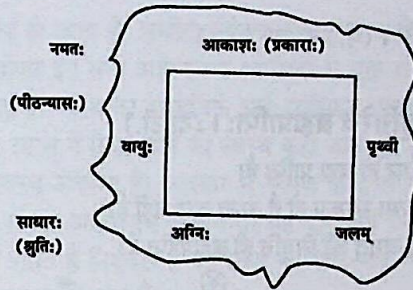 नमतः
आकाशः (प्रकाराः)
(पीठन्यासः)
वायुः
पृथ्वी
साधारः
(श्रुतिः)
अग्निः
जलम्